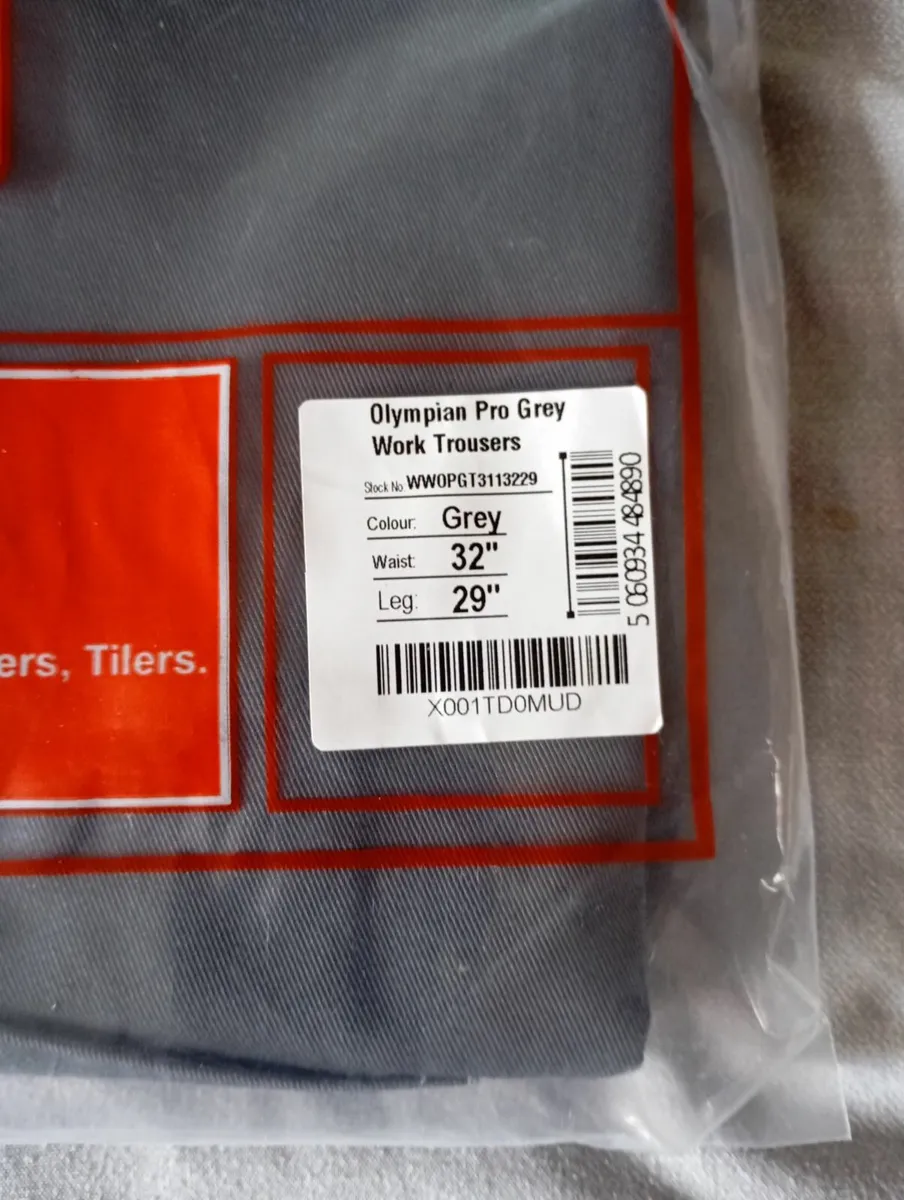 Olympian Pro Grey
Work Trousers
Stock No WWOPGT3113229
Colour: Grey
Waist: 32"
Leg: 29"
5 060934 484890
X001TD0MUD
ers, Tilers.